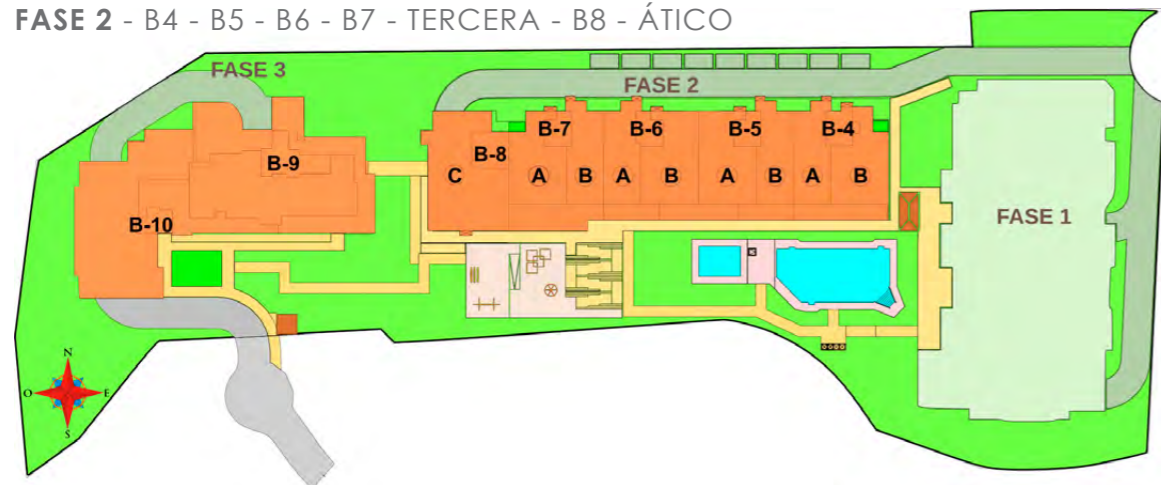 FASE 2 - B4 - B5 - B6 - B7 - TERCERA - B8 - ÁTICO
FASE 3
FASE 2
B-7 B-6 B-5 B-4
B-8
B-9
C A B A B A B A B
B-10
FASE 1
N
O E
S